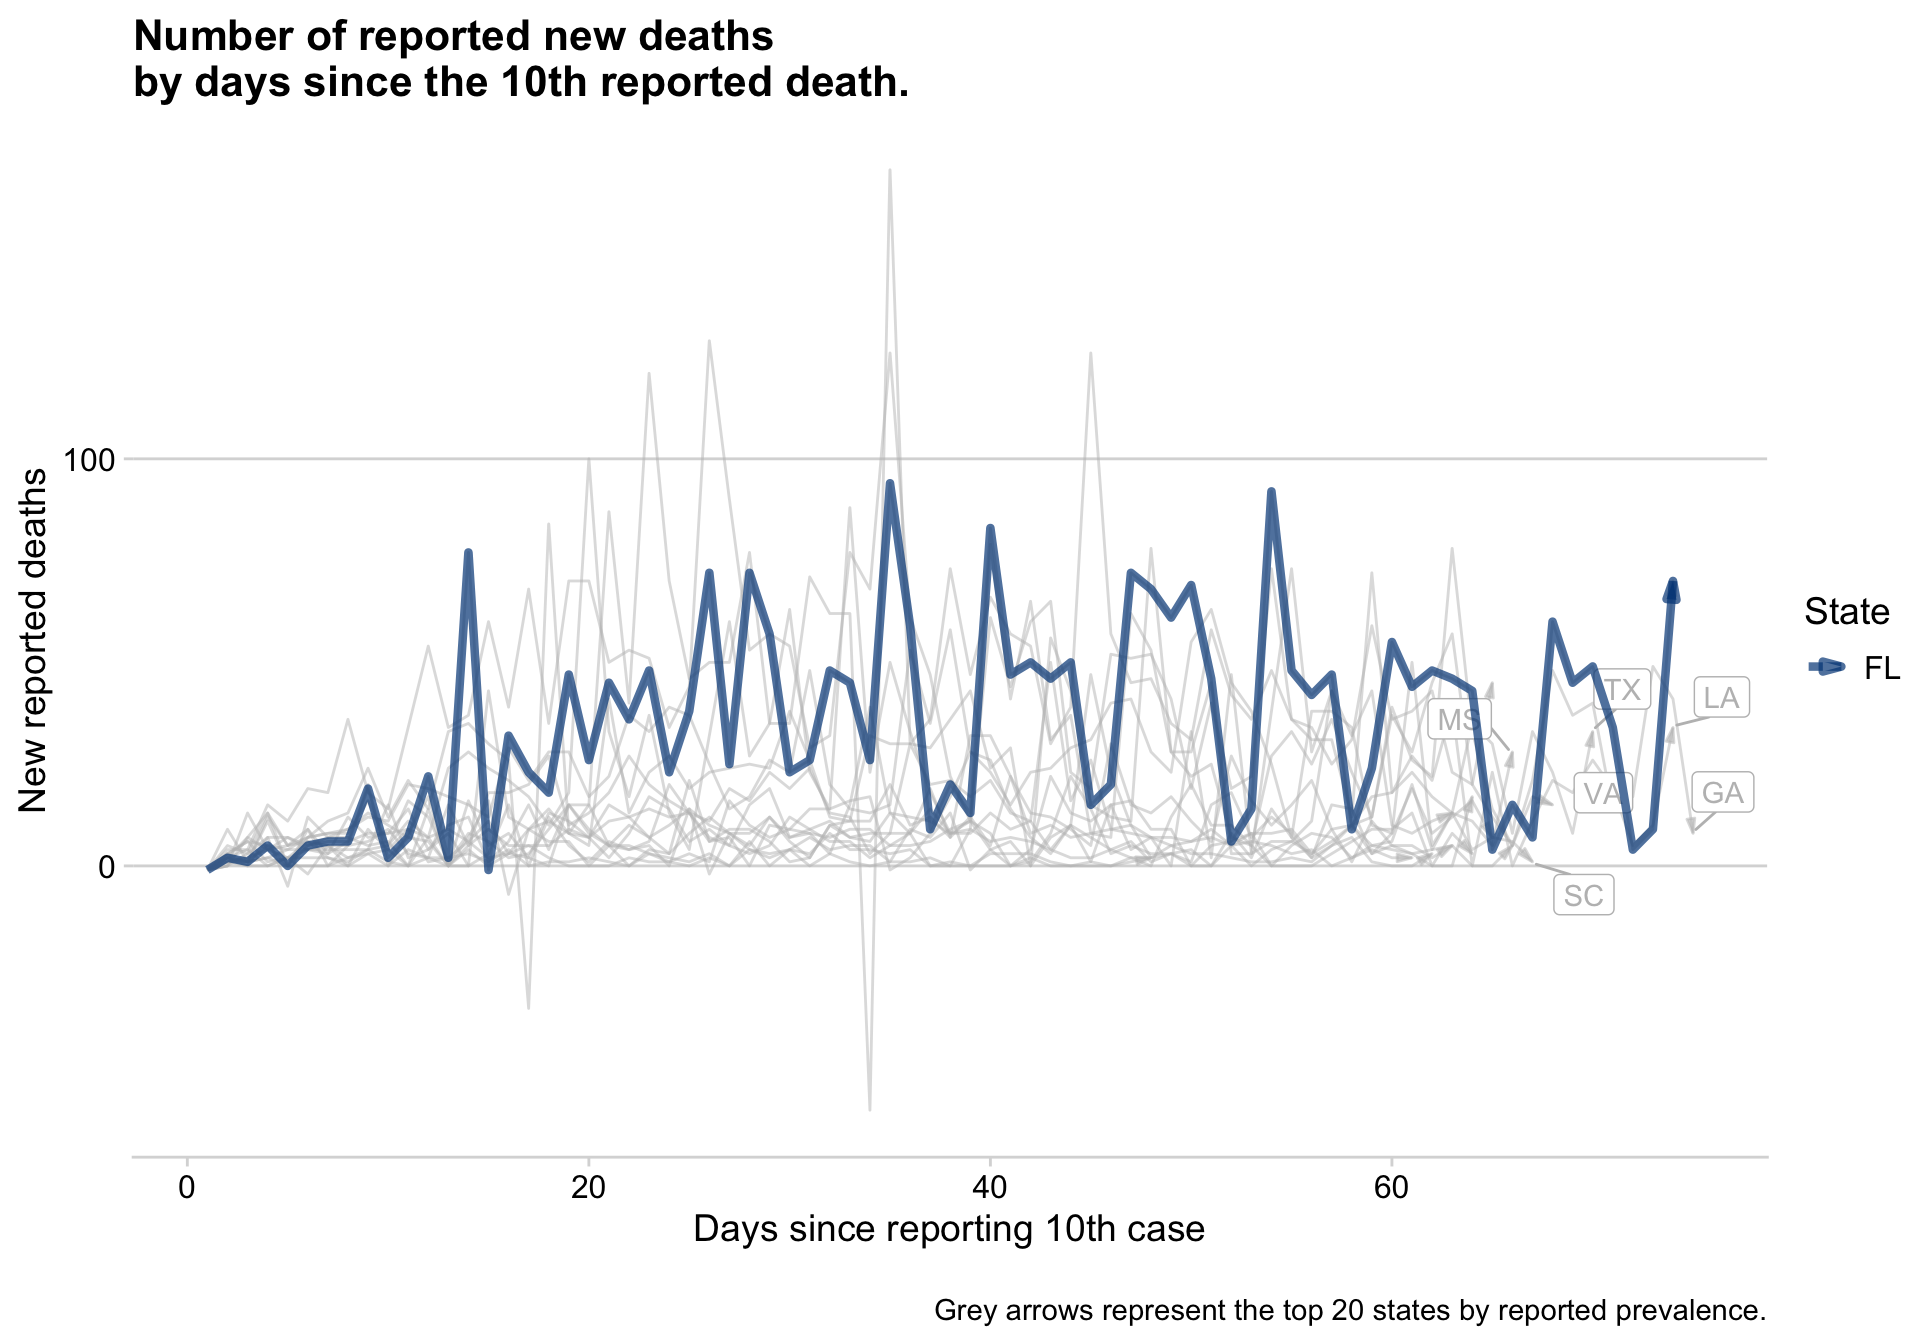 Number of reported new deaths
by days since the 10th reported death.
New reported deaths
100
0
MS
TX
LA
VA
GA
SC
State
FL
0
20
40
60
Days since reporting 10th case
Grey arrows represent the top 20 states by reported prevalence.